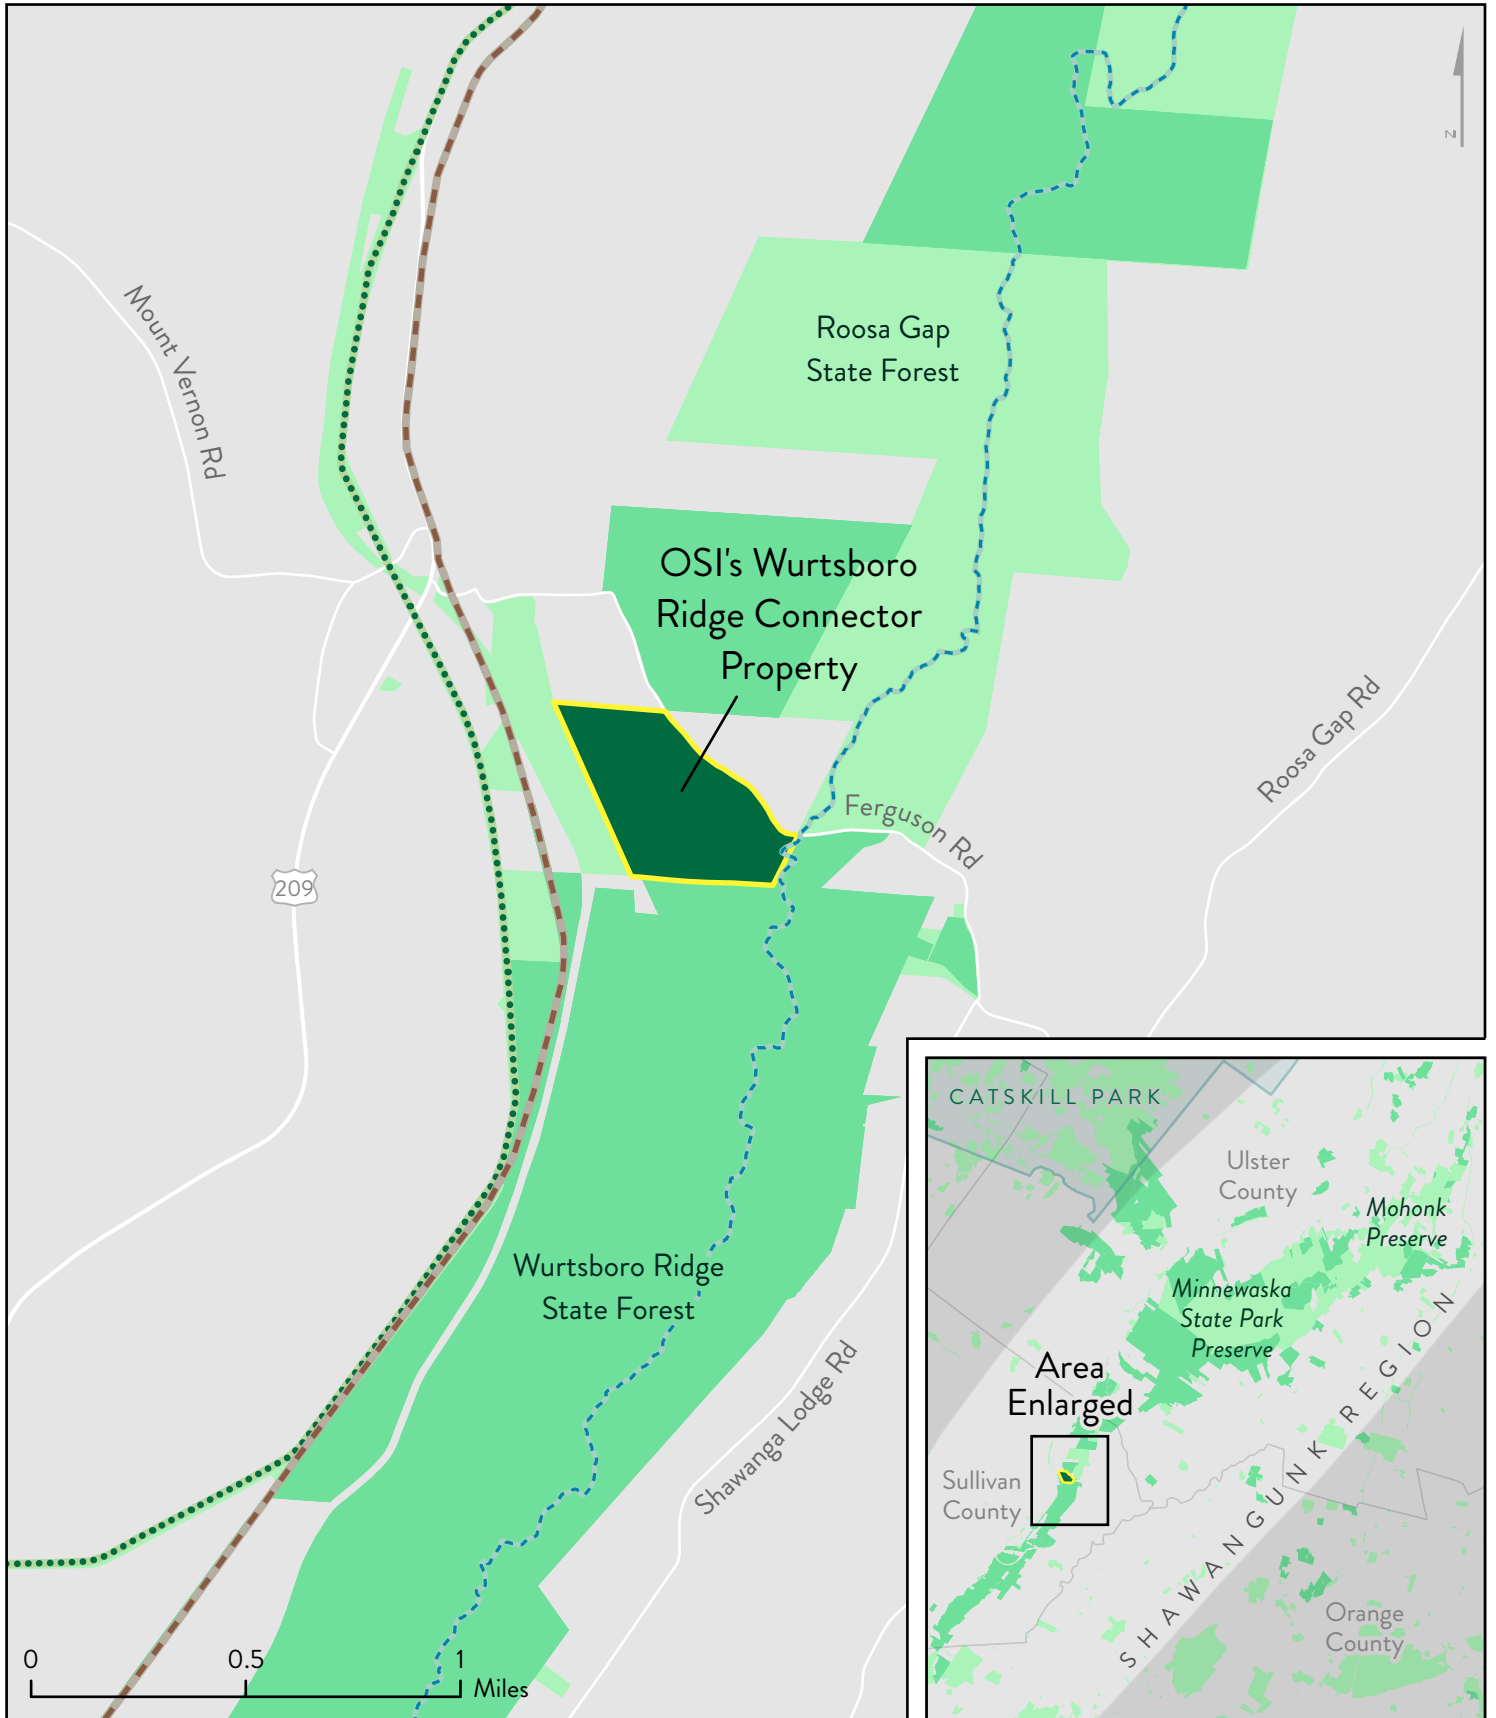 N
Mount Vernon Rd
Roosa Gap
State Forest
OSI's Wurtsboro
Ridge Connector
Property
Roosa Gap Rd
Ferguson Rd
209
Wurtsboro Ridge
State Forest
Shawanga Lodge Rd
0 0.5 1
Miles
CATSKILL PARK
Ulster
County
Mohonk
Preserve
Minnewaska
State Park
Preserve
Area
Enlarged
Sullivan
County
SHAWANGUNK REGION
Orange
County